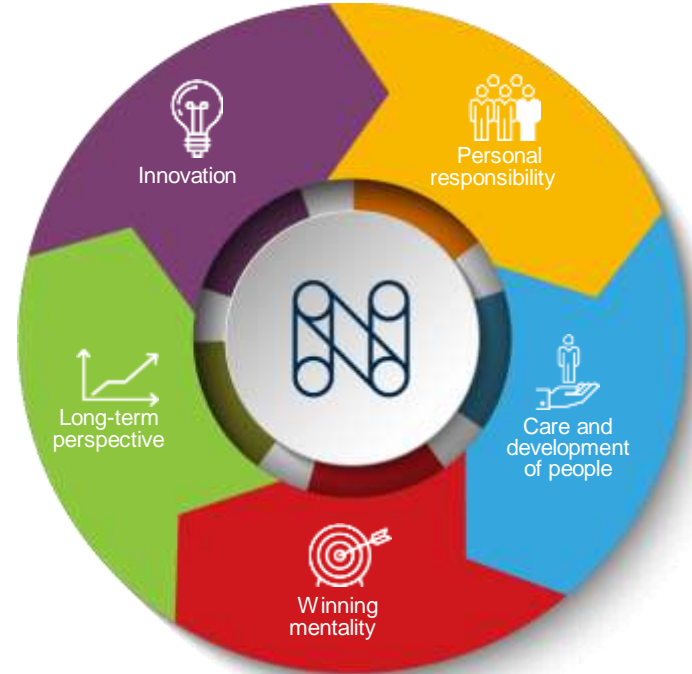 Innovation
Personal
responsibility
Care and
development
of people
Winning
mentality
Long-term
perspective